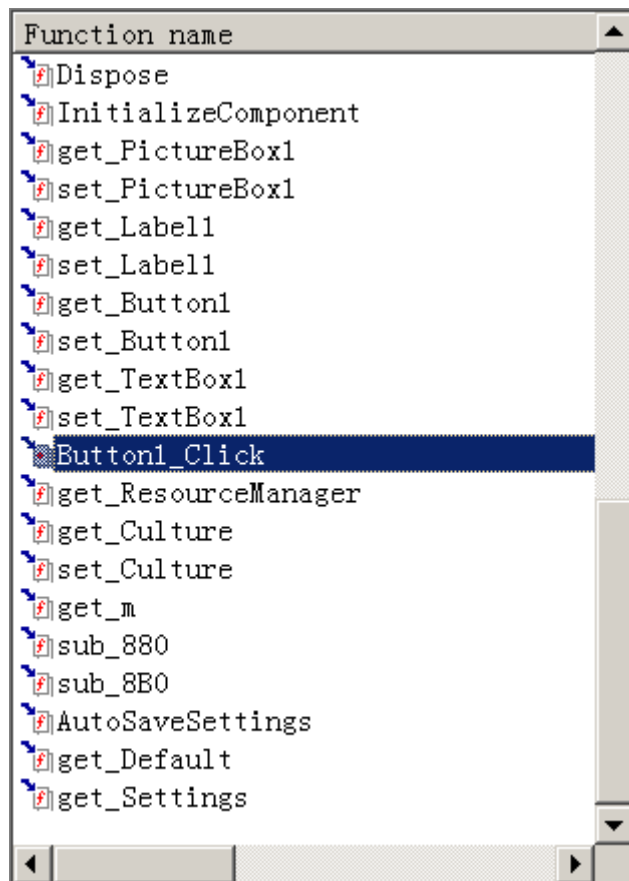 Function name
Dispose
InitializeComponent
get_PictureBox1
set_PictureBox1
get_Label1
set_Label1
get_Button1
set_Button1
get_TextBox1
set_TextBox1
Button1_Click
get_ResourceManager
get_Culture
set_Culture
get_m
sub_880
sub_8B0
AutoSaveSettings
get_Default
get_Settings